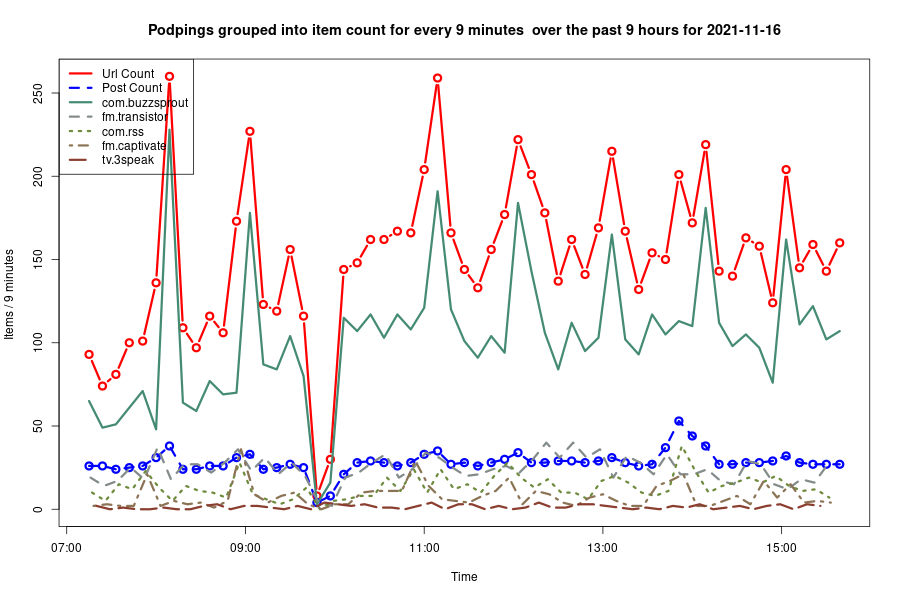 Podpings grouped into item count for every 9 minutes  over the past 9 hours for 2021-11-16
Url Count
Post Count
com.buzzsprout
fm.transistor
com.rss
fm.captivate
tv.3speak
Items / 9 minutes
250
200
150
100
50
0
07:00 09:00 11:00 13:00 15:00
Time